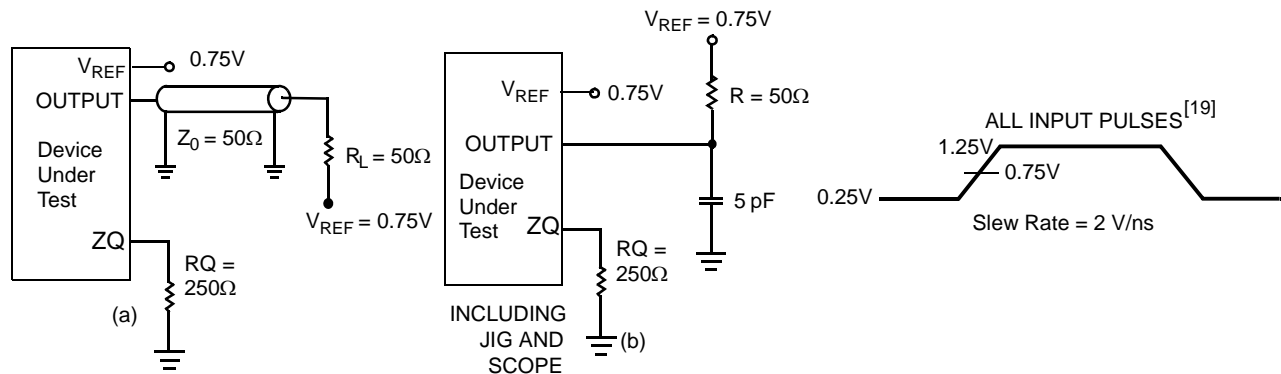 V_REF
0.75V
OUTPUT
Z_0 = 50Ω
Device
Under
Test
R_L = 50Ω
V_REF = 0.75V
ZQ
RQ =
250Ω
(a)
V_REF = 0.75V
V_REF
0.75V
R = 50Ω
OUTPUT
Device
Under
Test
5 pF
ZQ
RQ =
250Ω
INCLUDING
JIG AND
SCOPE
(b)
ALL INPUT PULSES[19]
1.25V
0.75V
0.25V
Slew Rate = 2 V/ns